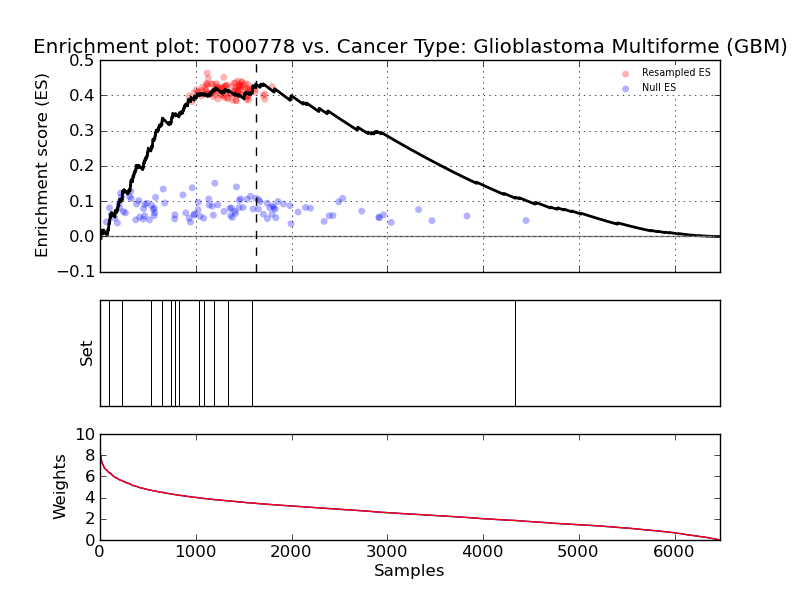 Enrichment plot: T000778 vs. Cancer Type: Glioblastoma Multiforme (GBM)
0.5
0.4
0.3
0.2
0.1
0.0
−0.1
Enrichment score (ES)
Resampled ES
Null ES
Set
10
8
6
4
2
0
Weights
0 1000 2000 3000 4000 5000 6000
Samples